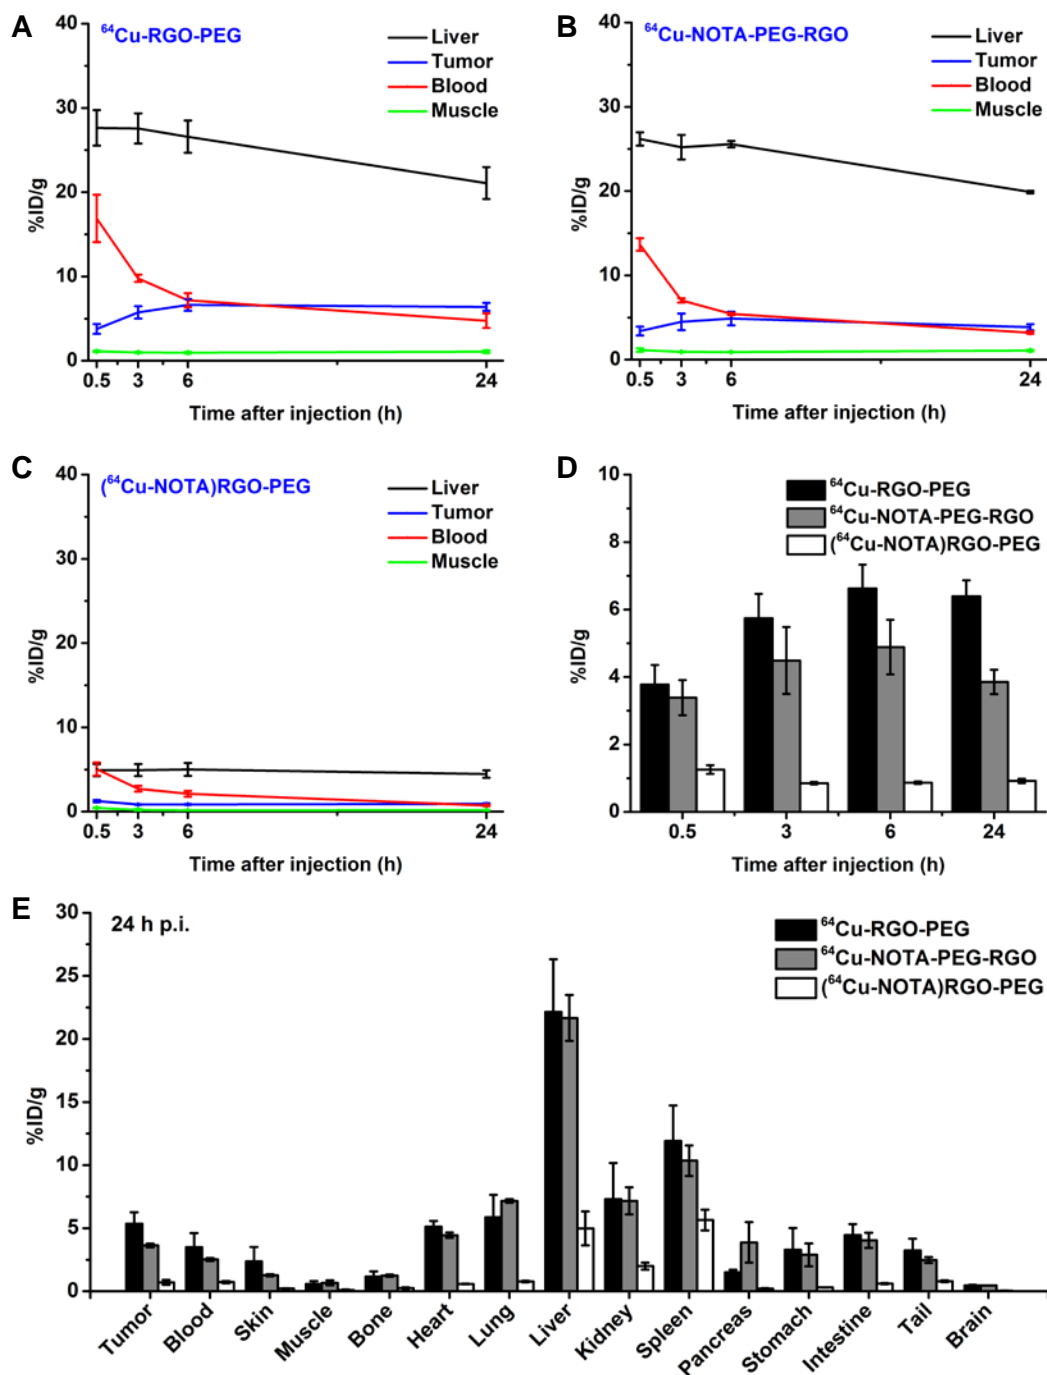 A
⁶⁴Cu-RGO-PEG
Liver
Tumor
Blood
Muscle
40
30
20
10
0
%ID/g
0.5 3 6 24
Time after injection (h)
B
⁶⁴Cu-NOTA-PEG-RGO
Liver
Tumor
Blood
Muscle
40
30
20
10
0
%ID/g
0.5 3 6 24
Time after injection (h)
C
(⁶⁴Cu-NOTA)RGO-PEG
Liver
Tumor
Blood
Muscle
40
30
20
10
0
%ID/g
0.5 3 6 24
Time after injection (h)
D
⁶⁴Cu-RGO-PEG
⁶⁴Cu-NOTA-PEG-RGO
(⁶⁴Cu-NOTA)RGO-PEG
10
8
6
4
2
0
%ID/g
0.5 3 6 24
Time after injection (h)
E
24 h p.i.
⁶⁴Cu-RGO-PEG
⁶⁴Cu-NOTA-PEG-RGO
(⁶⁴Cu-NOTA)RGO-PEG
30
25
20
15
10
5
0
%ID/g
Tumor Blood Skin Muscle Bone Heart Lung Liver Kidney Spleen Pancreas Stomach Intestine Tail Brain